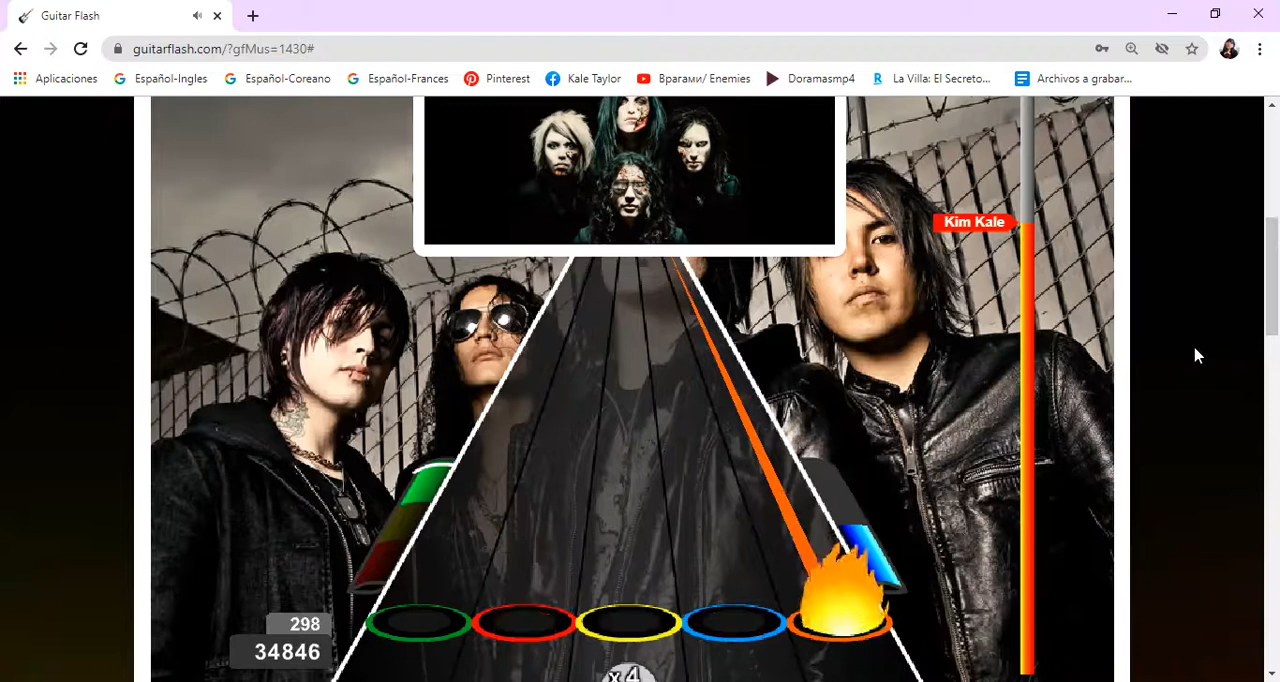 Guitar Flash
guitarflash.com/?gfMus=1430#
Aplicaciones Español-Ingles Español-Coreano Español-Frances Pinterest Kale Taylor Врагами/ Enemies Doramasmp4 La Villa: El Secreto... Archivos a grabar...
Kim Kale
298
34846
x4